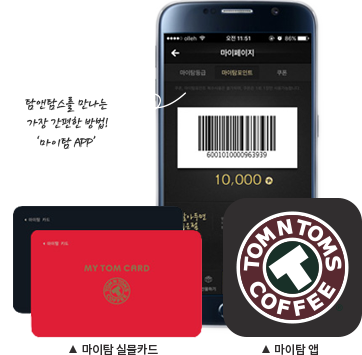 olleh 오전 11:51 86%
마이페이지
마이탐등급 마이탐포인트 쿠폰
6001010000963939
10,000
탐앤탐스를 만나는
가장 간편한 방법!
'마이탐 APP'
마이탐 카드
마이탐 카드
MY TOM CARD
TOM N TOMS
COFFEE
▲ 마이탐 실물카드
▲ 마이탐 앱